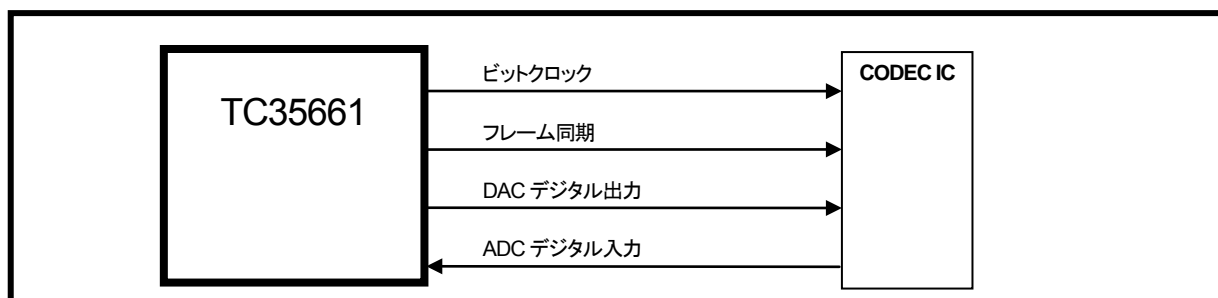 TC35661
ビットクロック
フレーム同期
DAC デジタル出力
ADC デジタル入力
CODEC IC